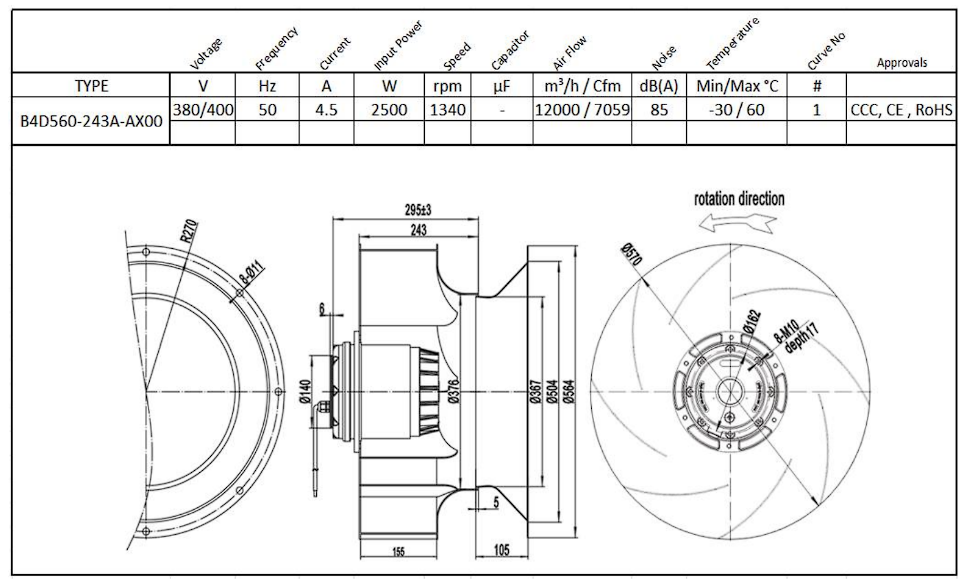 Voltage Frequency Current Input Power Speed Capacitor Air Flow Noise Temperature Curve No Approvals
TYPE V Hz A W rpm µF m³/h / Cfm dB(A) Min/Max °C #
B4D560-243A-AX00 380/400 50 4.5 2500 1340 - 12000 / 7059 85 -30 / 60 1 CCC, CE , RoHS
rotation direction
295±3
243
R270
8-Ø11
6
Ø140
Ø376
Ø367
Ø504
Ø564
5
155
105
Ø570
Ø162
8-M10
depth 17